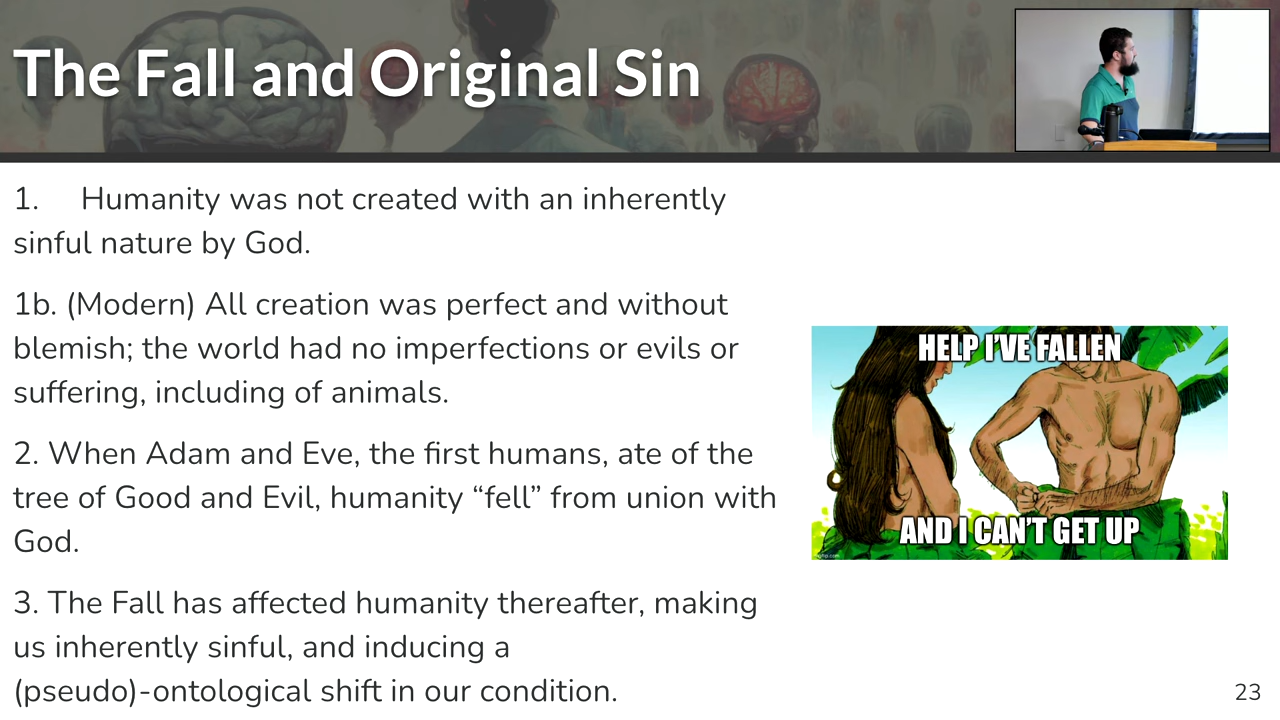 The Fall and Original Sin
1. Humanity was not created with an inherently
sinful nature by God.
1b. (Modern) All creation was perfect and without
blemish; the world had no imperfections or evils or
suffering, including of animals.
2. When Adam and Eve, the first humans, ate of the
tree of Good and Evil, humanity “fell” from union with
God.
3. The Fall has affected humanity thereafter, making
us inherently sinful, and inducing a
(pseudo)-ontological shift in our condition.
HELP I'VE FALLEN
AND I CAN'T GET UP
imgflip.com
23